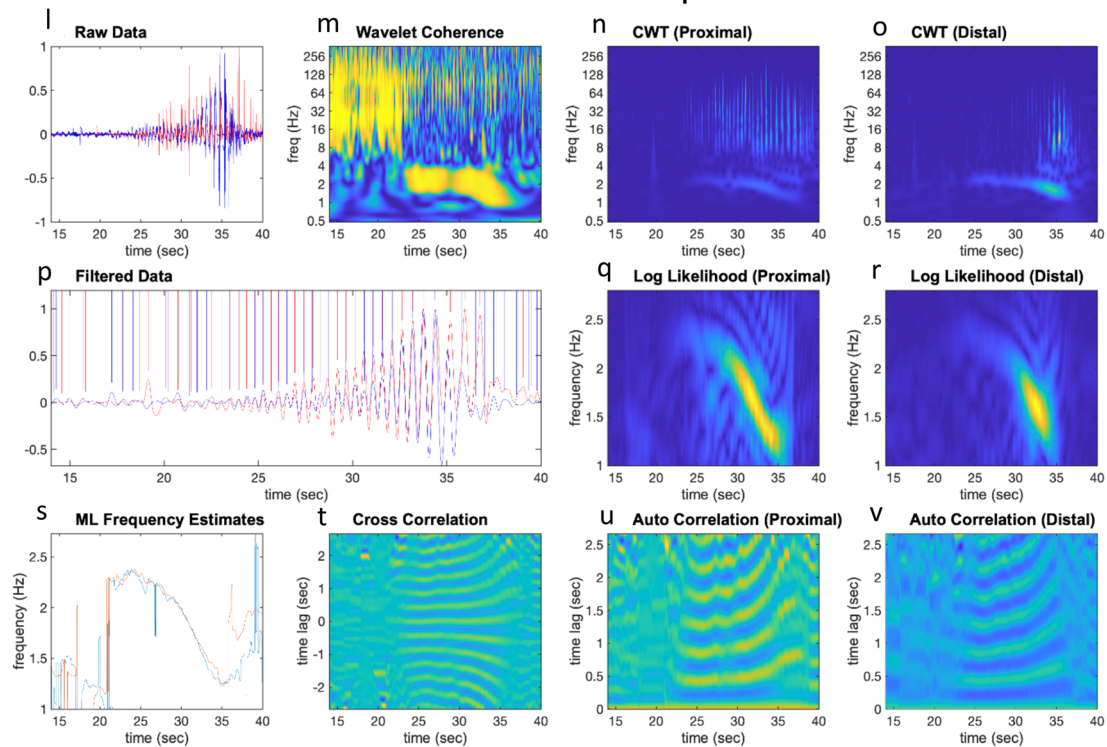 l Raw Data
1
0.5
0
-0.5
-1
15 20 25 30 35 40
time (sec)
m Wavelet Coherence
freq (Hz)
256
128
64
32
16
8
4
2
1
0.5
15 20 25 30 35 40
time (sec)
n CWT (Proximal)
freq (Hz)
256
128
64
32
16
8
4
2
1
0.5
15 20 25 30 35 40
time (sec)
o CWT (Distal)
freq (Hz)
256
128
64
32
16
8
4
2
1
0.5
15 20 25 30 35 40
time (sec)
p Filtered Data
1
0.5
0
-0.5
15 20 25 30 35 40
time (sec)
q Log Likelihood (Proximal)
frequency (Hz)
2.5
2
1.5
1
15 20 25 30 35 40
time (sec)
r Log Likelihood (Distal)
frequency (Hz)
2.5
2
1.5
1
15 20 25 30 35 40
time (sec)
s ML Frequency Estimates
frequency (Hz)
2.5
2
1.5
1
15 20 25 30 35 40
time (sec)
t Cross Correlation
time lag (sec)
2
1
0
-1
-2
15 20 25 30 35 40
time (sec)
u Auto Correlation (Proximal)
time lag (sec)
2.5
2
1.5
1
0.5
0
15 20 25 30 35 40
time (sec)
v Auto Correlation (Distal)
time lag (sec)
2.5
2
1.5
1
0.5
0
15 20 25 30 35 40
time (sec)